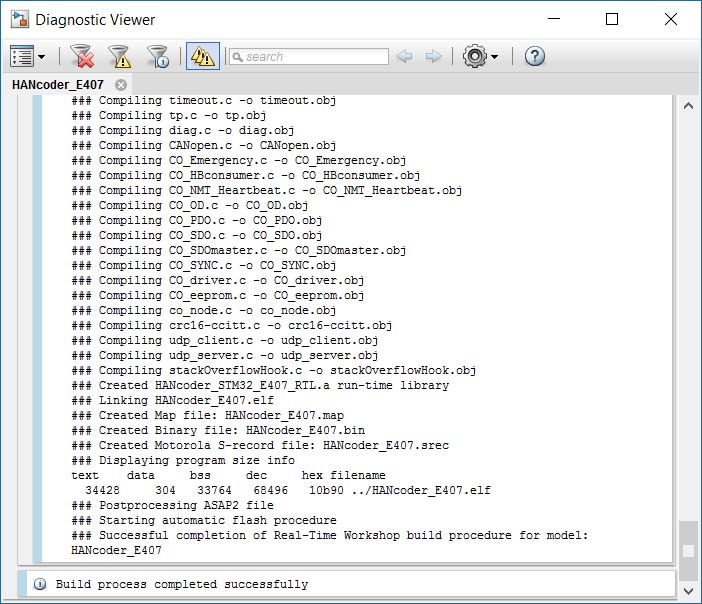 Diagnostic Viewer
search
HANcoder_E407
### Compiling timeout.c -o timeout.obj
### Compiling tp.c -o tp.obj
### Compiling diag.c -o diag.obj
### Compiling CANopen.c -o CANopen.obj
### Compiling CO_Emergency.c -o CO_Emergency.obj
### Compiling CO_HBconsumer.c -o CO_HBconsumer.obj
### Compiling CO_NMT_Heartbeat.c -o CO_NMT_Heartbeat.obj
### Compiling CO_OD.c -o CO_OD.obj
### Compiling CO_PDO.c -o CO_PDO.obj
### Compiling CO_SDO.c -o CO_SDO.obj
### Compiling CO_SDOmaster.c -o CO_SDOmaster.obj
### Compiling CO_SYNC.c -o CO_SYNC.obj
### Compiling CO_driver.c -o CO_driver.obj
### Compiling CO_eeprom.c -o CO_eeprom.obj
### Compiling co_node.c -o co_node.obj
### Compiling crc16-ccitt.c -o crc16-ccitt.obj
### Compiling udp_client.c -o udp_client.obj
### Compiling udp_server.c -o udp_server.obj
### Compiling stackOverflowHook.c -o stackOverflowHook.obj
### Created HANcoder_STM32_E407_RTL.a run-time library
### Linking HANcoder_E407.elf
### Created Map file: HANcoder_E407.map
### Created Binary file: HANcoder_E407.bin
### Created Motorola S-record file: HANcoder_E407.srec
### Displaying program size info
text data bss dec hex filename
34428 304 33764 68496 10b90 ../HANcoder_E407.elf
### Postprocessing ASAP2 file
### Starting automatic flash procedure
### Successful completion of Real-Time Workshop build procedure for model:
HANcoder_E407
Build process completed successfully